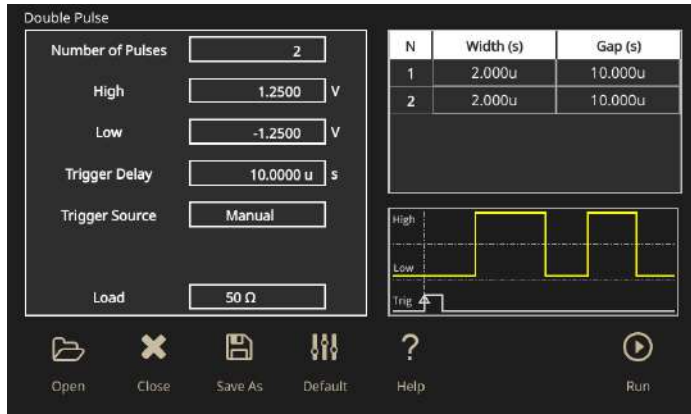 Double Pulse
Number of Pulses 2
High 1.2500 V
Low -1.2500 V
Trigger Delay 10.0000 u s
Trigger Source Manual
Load 50 Ω
N Width (s) Gap (s)
1 2.000u 10.000u
2 2.000u 10.000u
High
Low
Trig
Open Close Save As Default Help Run
?